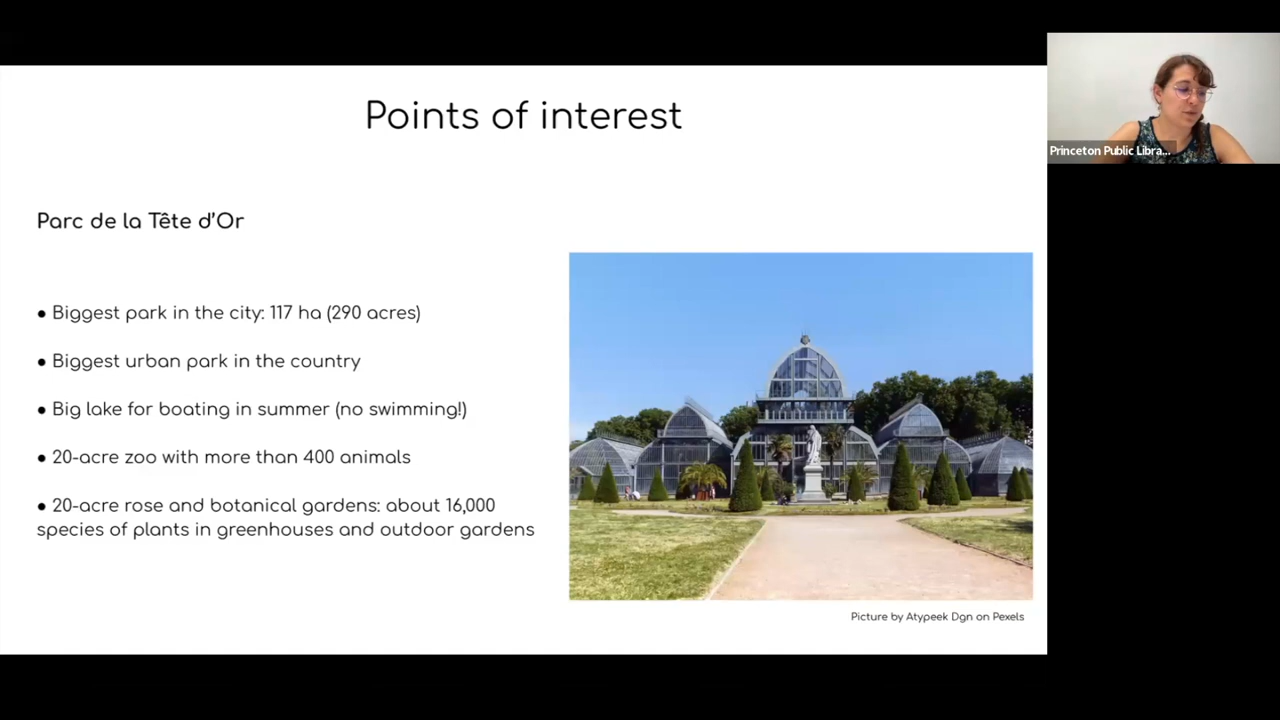 Points of interest
Princeton Public Libra...
Parc de la Tête d'Or
● Biggest park in the city: 117 ha (290 acres)
● Biggest urban park in the country
● Big lake for boating in summer (no swimming!)
● 20-acre zoo with more than 400 animals
● 20-acre rose and botanical gardens: about 16,000
species of plants in greenhouses and outdoor gardens
Picture by Atypeek Dgn on Pexels